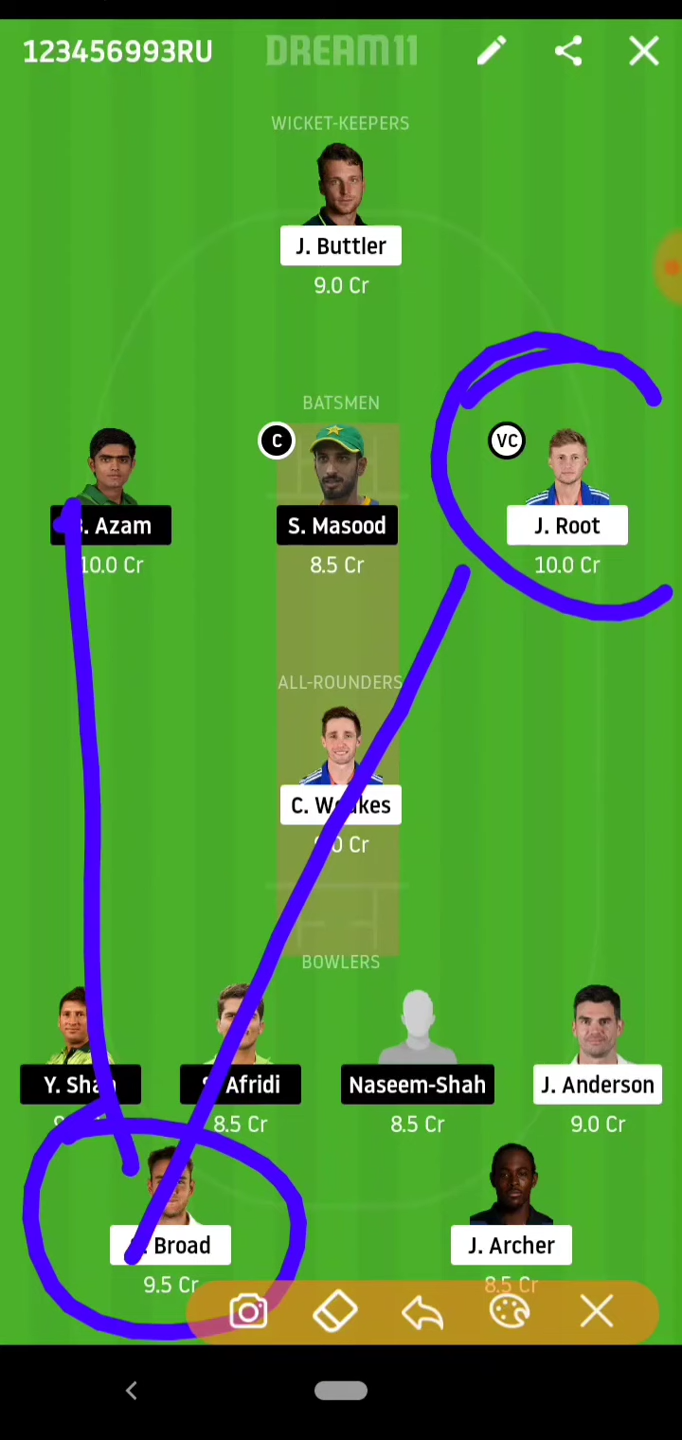 123456993RU DREAM11
WICKET-KEEPERS
J. Buttler
9.0 Cr
BATSMEN
C VC
Azam S. Masood J. Root
10.0 Cr 8.5 Cr 10.0 Cr
ALL-ROUNDERS
C. Woakes
Cr
BOWLERS
Y. Shah Afridi Naseem-Shah J. Anderson
8.5 Cr 8.5 Cr 9.0 Cr
Broad J. Archer
9.5 Cr 8.5 Cr